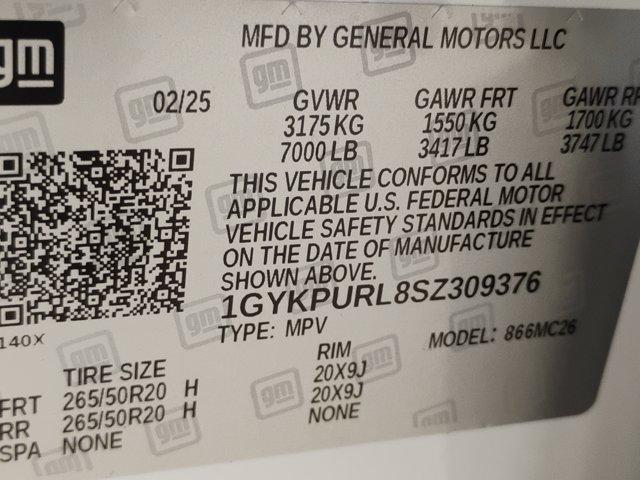 gm
MFD BY GENERAL MOTORS LLC
02/25 GVWR GAWR FRT GAWR RR
3175 KG 1550 KG 1700 KG
7000 LB 3417 LB 3747 LB
THIS VEHICLE CONFORMS TO ALL
APPLICABLE U.S. FEDERAL MOTOR
VEHICLE SAFETY STANDARDS IN EFFECT
ON THE DATE OF MANUFACTURE
SHOWN ABOVE.
1GYKPURL8SZ309376
TYPE: MPV MODEL: 866MC26
140X
TIRE SIZE RIM
FRT 265/50R20 H 20X9J
RR 265/50R20 H 20X9J
SPA NONE NONE